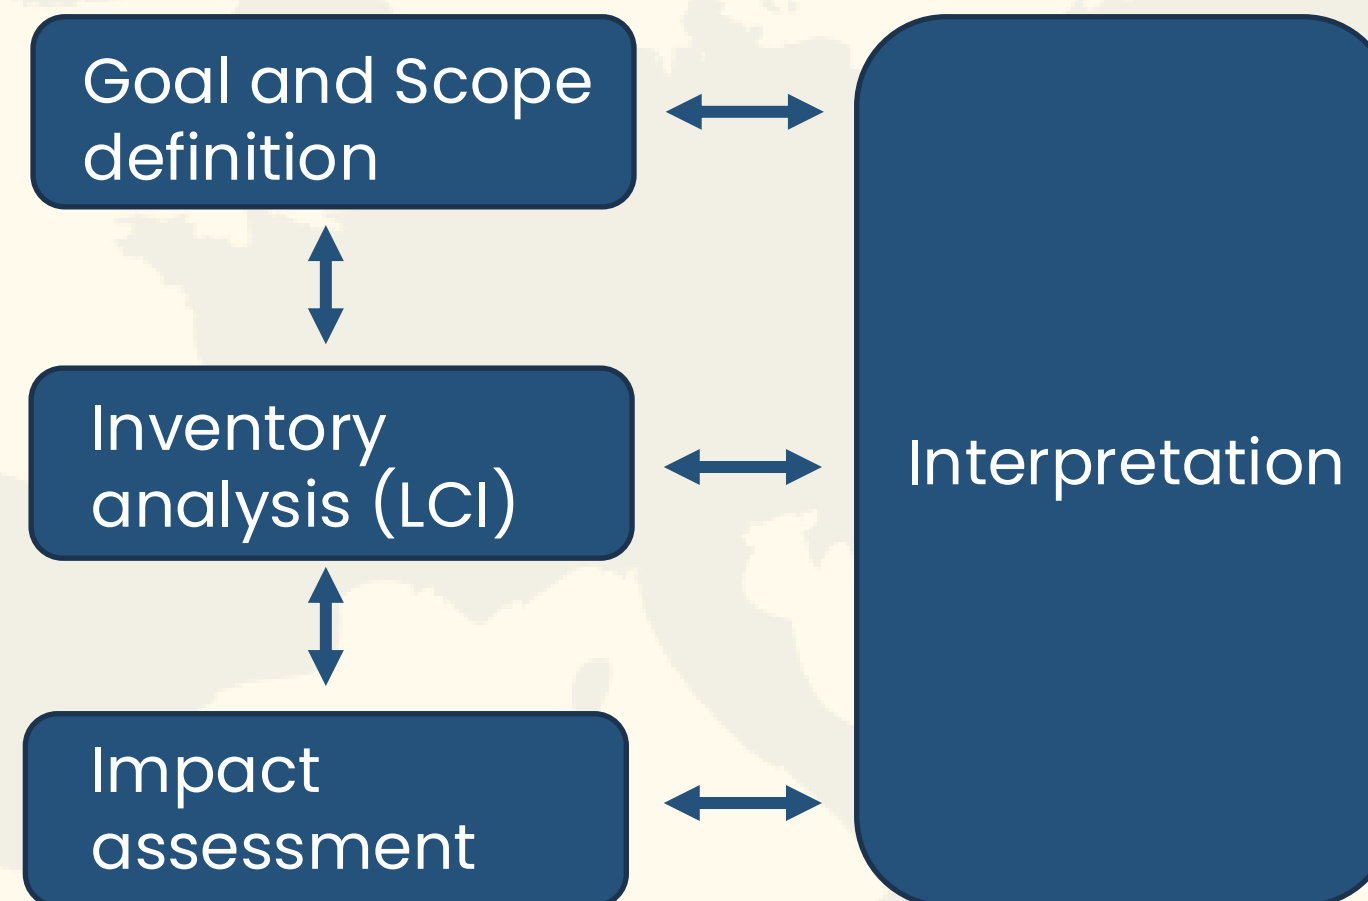 Goal and Scope
definition
Inventory
analysis (LCI)
Interpretation
Impact
assessment